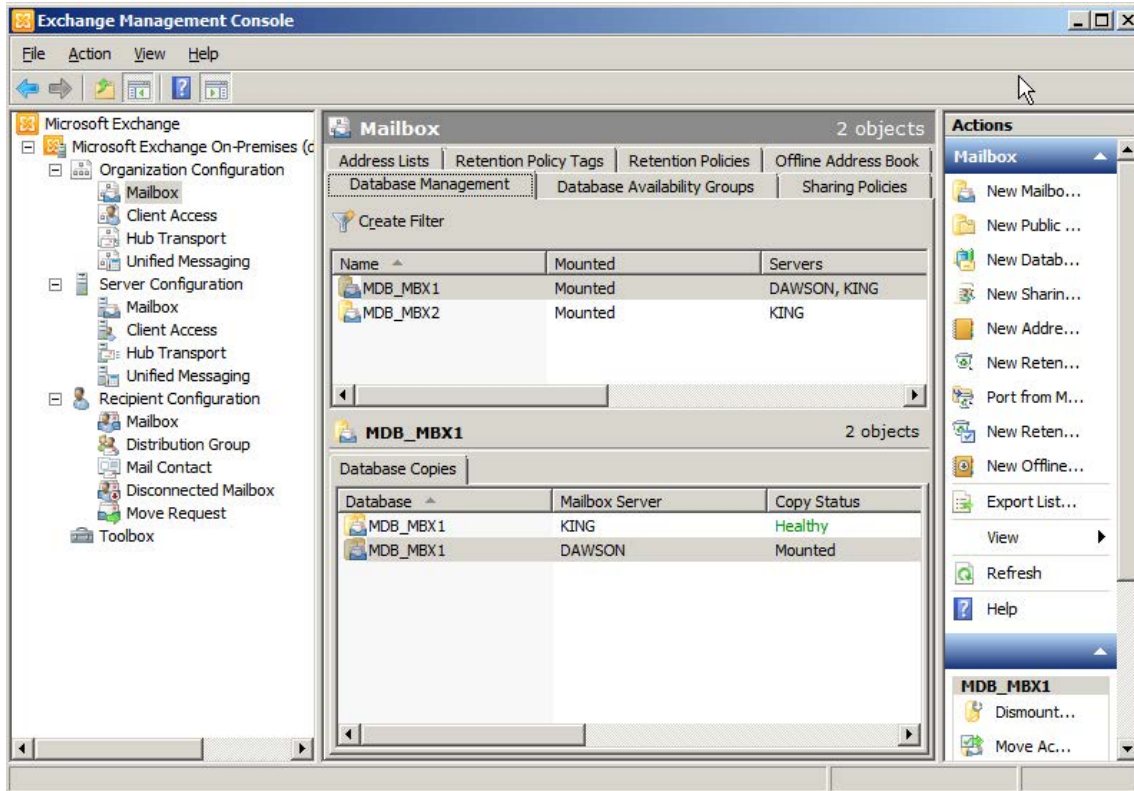 Exchange Management Console
File Action View Help
Microsoft Exchange
Microsoft Exchange On-Premises (d
Organization Configuration
Mailbox
Client Access
Hub Transport
Unified Messaging
Server Configuration
Mailbox
Client Access
Hub Transport
Unified Messaging
Recipient Configuration
Mailbox
Distribution Group
Mail Contact
Disconnected Mailbox
Move Request
Toolbox
Mailbox 2 objects
Address Lists Retention Policy Tags Retention Policies Offline Address Book
Database Management Database Availability Groups Sharing Policies
Create Filter
Name Mounted Servers
MDB_MBX1 Mounted DAWSON, KING
MDB_MBX2 Mounted KING
MDB_MBX1 2 objects
Database Copies
Database Mailbox Server Copy Status
MDB_MBX1 KING Healthy
MDB_MBX1 DAWSON Mounted
Actions
Mailbox
New Mailbo...
New Public ...
New Datab...
New Sharin...
New Addre...
New Reten...
Port from M...
New Reten...
New Offline...
Export List...
View
Refresh
Help
MDB_MBX1
Dismount...
Move Ac...